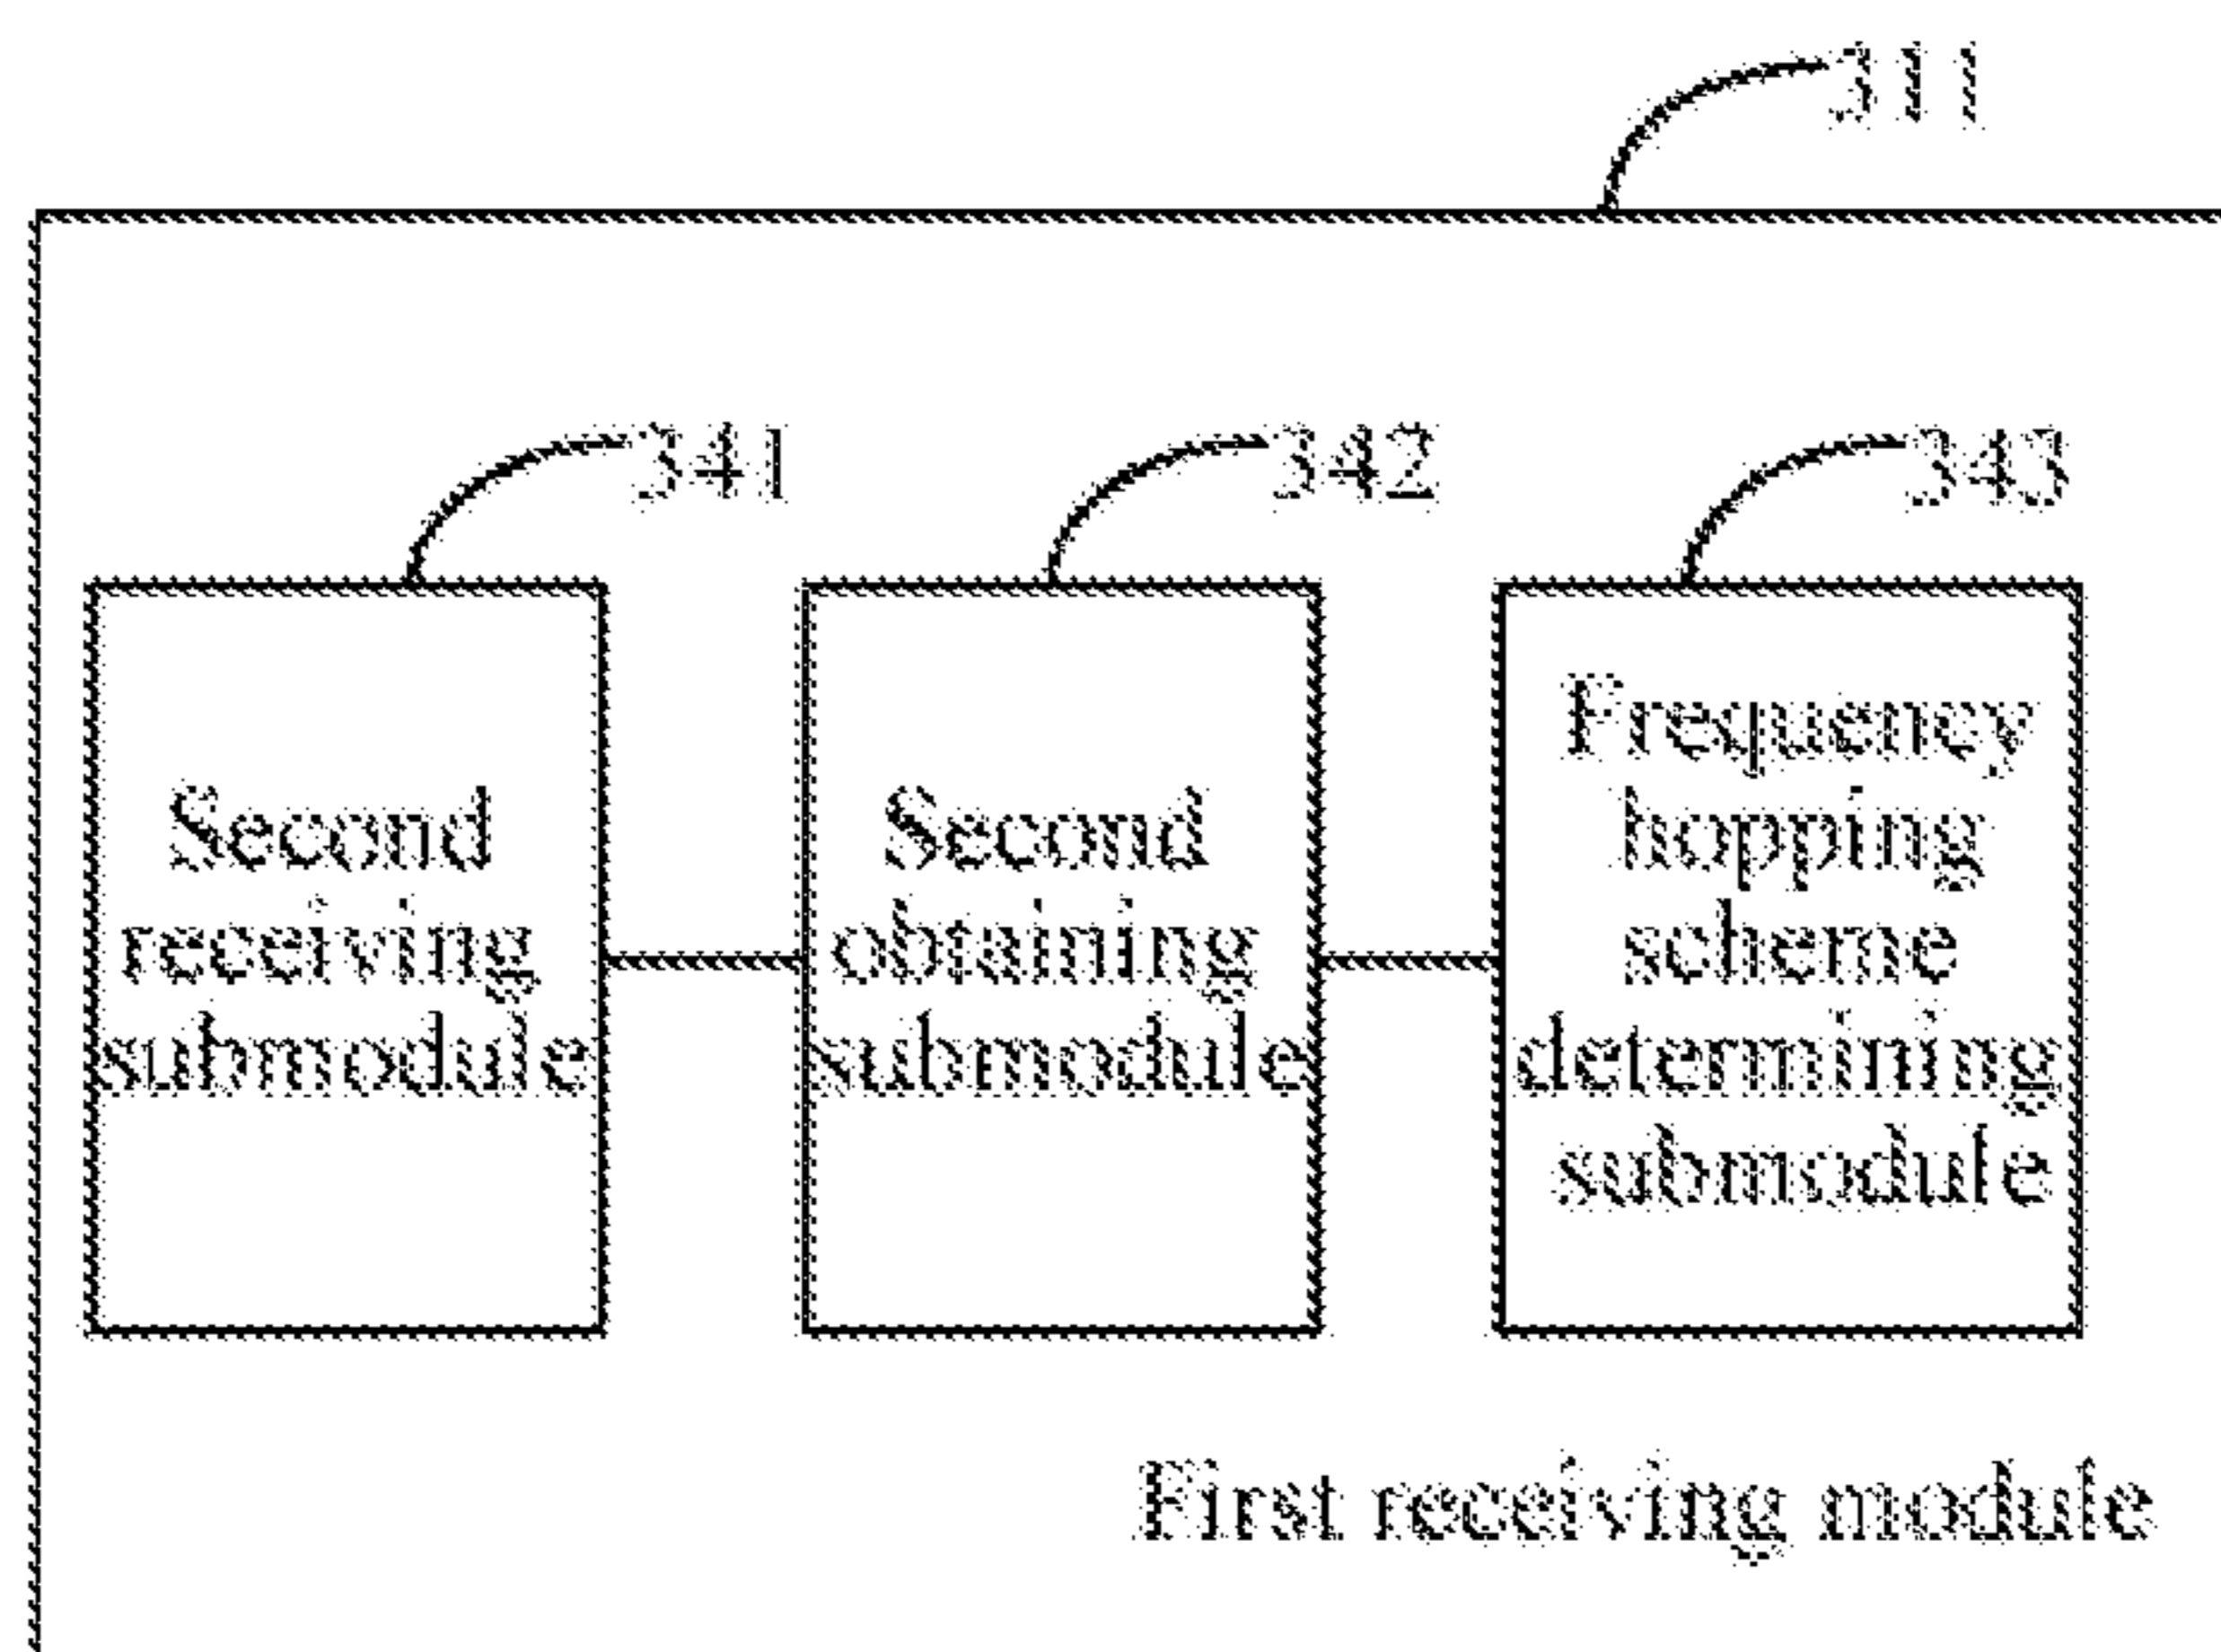 311
341
342
343
Second
receiving
submodule
Second
obtaining
submodule
Frequency
hopping
scheme
determining
submodule
First receiving module